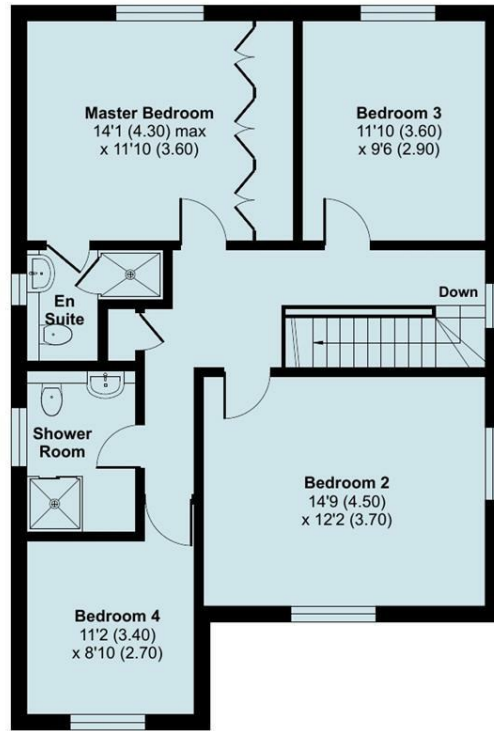 Master Bedroom
14'1 (4.30) max
x 11'10 (3.60)
Bedroom 3
11'10 (3.60)
x 9'6 (2.90)
En
Suite
Down
Shower
Room
Bedroom 2
14'9 (4.50)
x 12'2 (3.70)
Bedroom 4
11'2 (3.40)
x 8'10 (2.70)